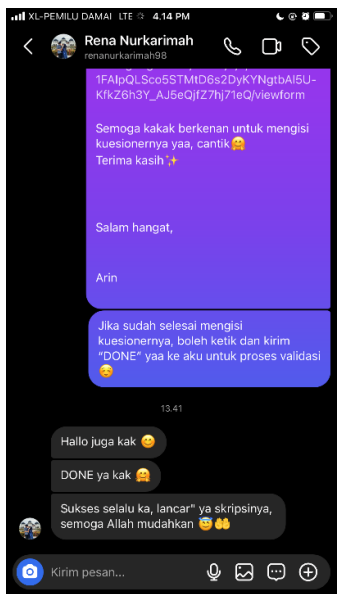 XL-PEMILU DAMAI LTE 4.14 PM
Rena Nurkarimah
renanurkarimah98
1FAIpQLSco5STMtD6s2DyKYNgtbAI5U-
KfkZ6h3Y_AJ5eQjfZ7hj71eQ/viewform
Semoga kakak berkenan untuk mengisi
kuesionernya yaa, cantik🤗
Terima kasih✨
Salam hangat,
Arin
Jika sudah selesai mengisi
kuesionernya, boleh ketik dan kirim
“DONE” yaa ke aku untuk proses validasi
☺️
13.41
Hallo juga kak 😊
DONE ya kak 🤗
Sukses selalu ka, lancar" ya skripsinya,
semoga Allah mudahkan 😇🤲
Kirim pesan...